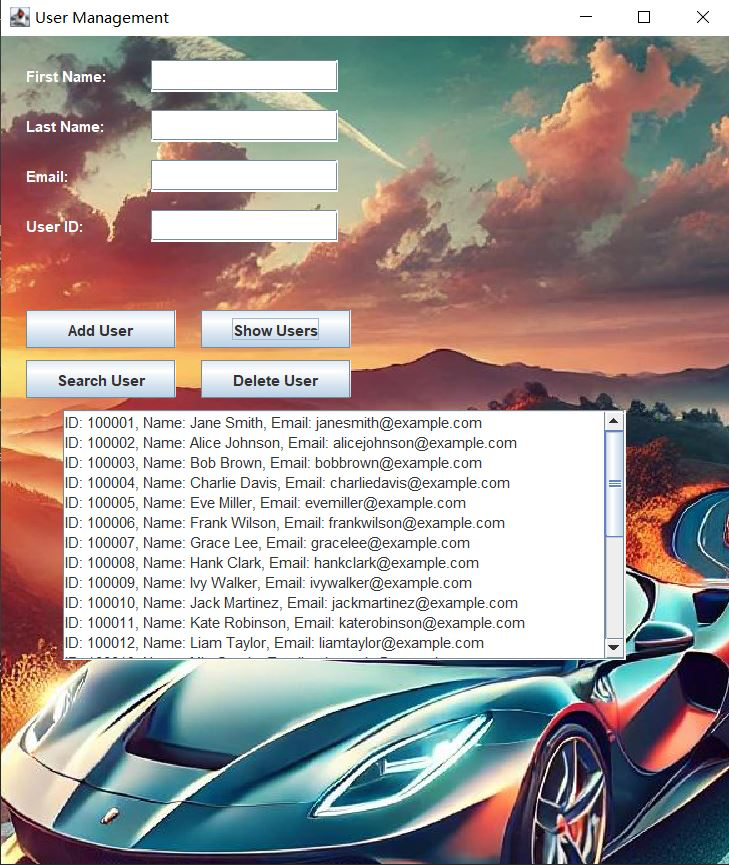 User Management
First Name:
Last Name:
Email:
User ID:
Add User Show Users
Search User Delete User
ID: 100001, Name: Jane Smith, Email: janesmith@example.com
ID: 100002, Name: Alice Johnson, Email: alicejohnson@example.com
ID: 100003, Name: Bob Brown, Email: bobbrown@example.com
ID: 100004, Name: Charlie Davis, Email: charliedavis@example.com
ID: 100005, Name: Eve Miller, Email: evemiller@example.com
ID: 100006, Name: Frank Wilson, Email: frankwilson@example.com
ID: 100007, Name: Grace Lee, Email: gracelee@example.com
ID: 100008, Name: Hank Clark, Email: hankclark@example.com
ID: 100009, Name: Ivy Walker, Email: ivywalker@example.com
ID: 100010, Name: Jack Martinez, Email: jackmartinez@example.com
ID: 100011, Name: Kate Robinson, Email: katerobinson@example.com
ID: 100012, Name: Liam Taylor, Email: liamtaylor@example.com